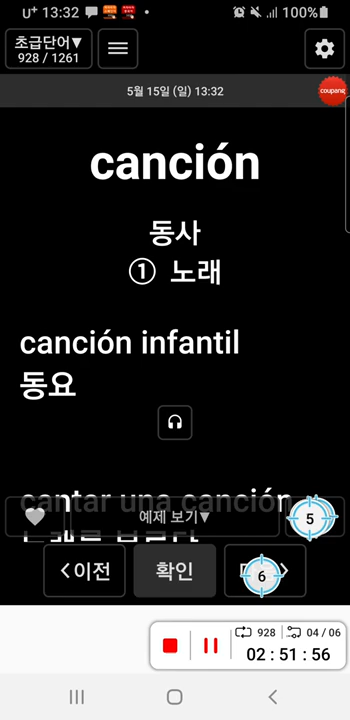 U+ 13:32
100%
초급단어▼
928 / 1261
5월 15일 (일) 13:32
coupang
canción
동사
① 노래
canción infantil
동요
cantar una canción
예제 보기▼
5
<이전
확인
6
>
928
04 / 06
02 : 51 : 56